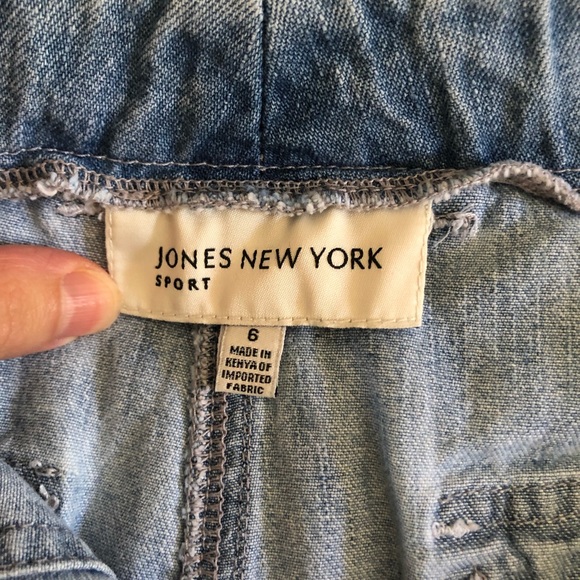 JONES NEW YORK
SPORT
6
MADE IN
KENYA OF
IMPORTED
FABRIC